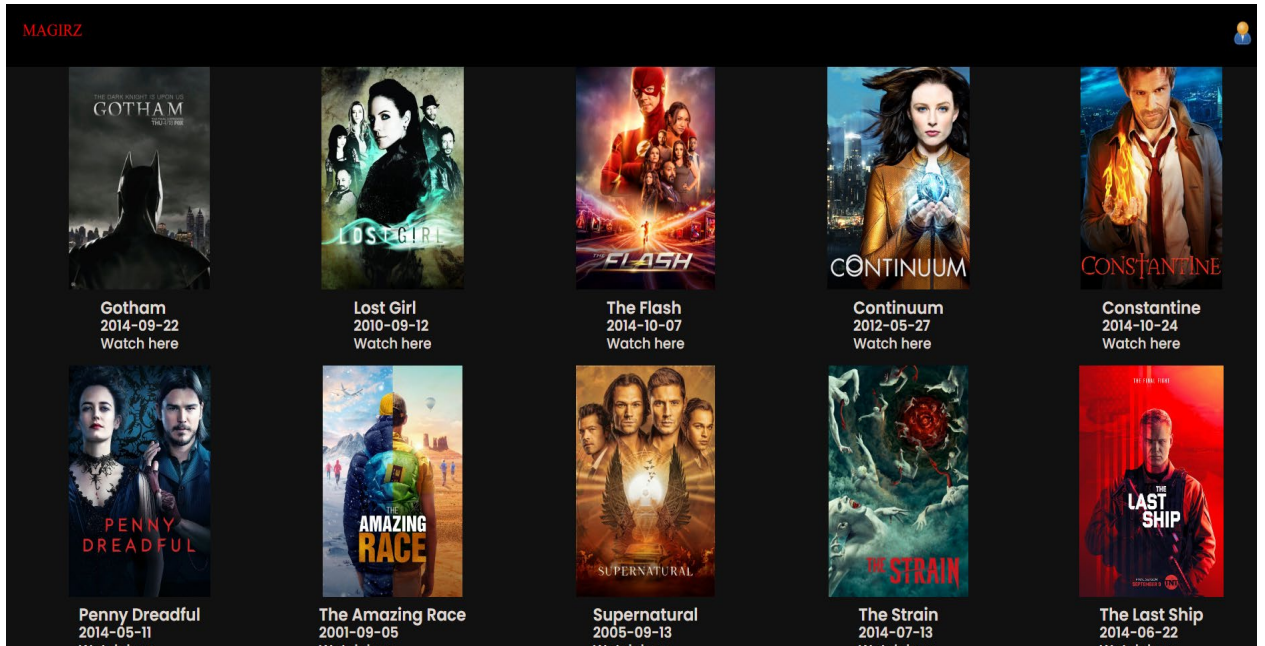 MAGIRZ
THE DARK KNIGHT IS UPON US
GOTHAM
LOST GIRL
THE FLASH
CONTINUUM
CONSTANTINE
Gotham
2014-09-22
Watch here
Lost Girl
2010-09-12
Watch here
The Flash
2014-10-07
Watch here
Continuum
2012-05-27
Watch here
Constantine
2014-10-24
Watch here
PENNY
DREADFUL
THE
AMAZING
RACE
SUPERNATURAL
THE STRAIN
THE FINAL FIGHT
THE
LAST
SHIP
SEPTEMBER 9
TNT
Penny Dreadful
2014-05-11
The Amazing Race
2001-09-05
Supernatural
2005-09-13
The Strain
2014-07-13
The Last Ship
2014-06-22